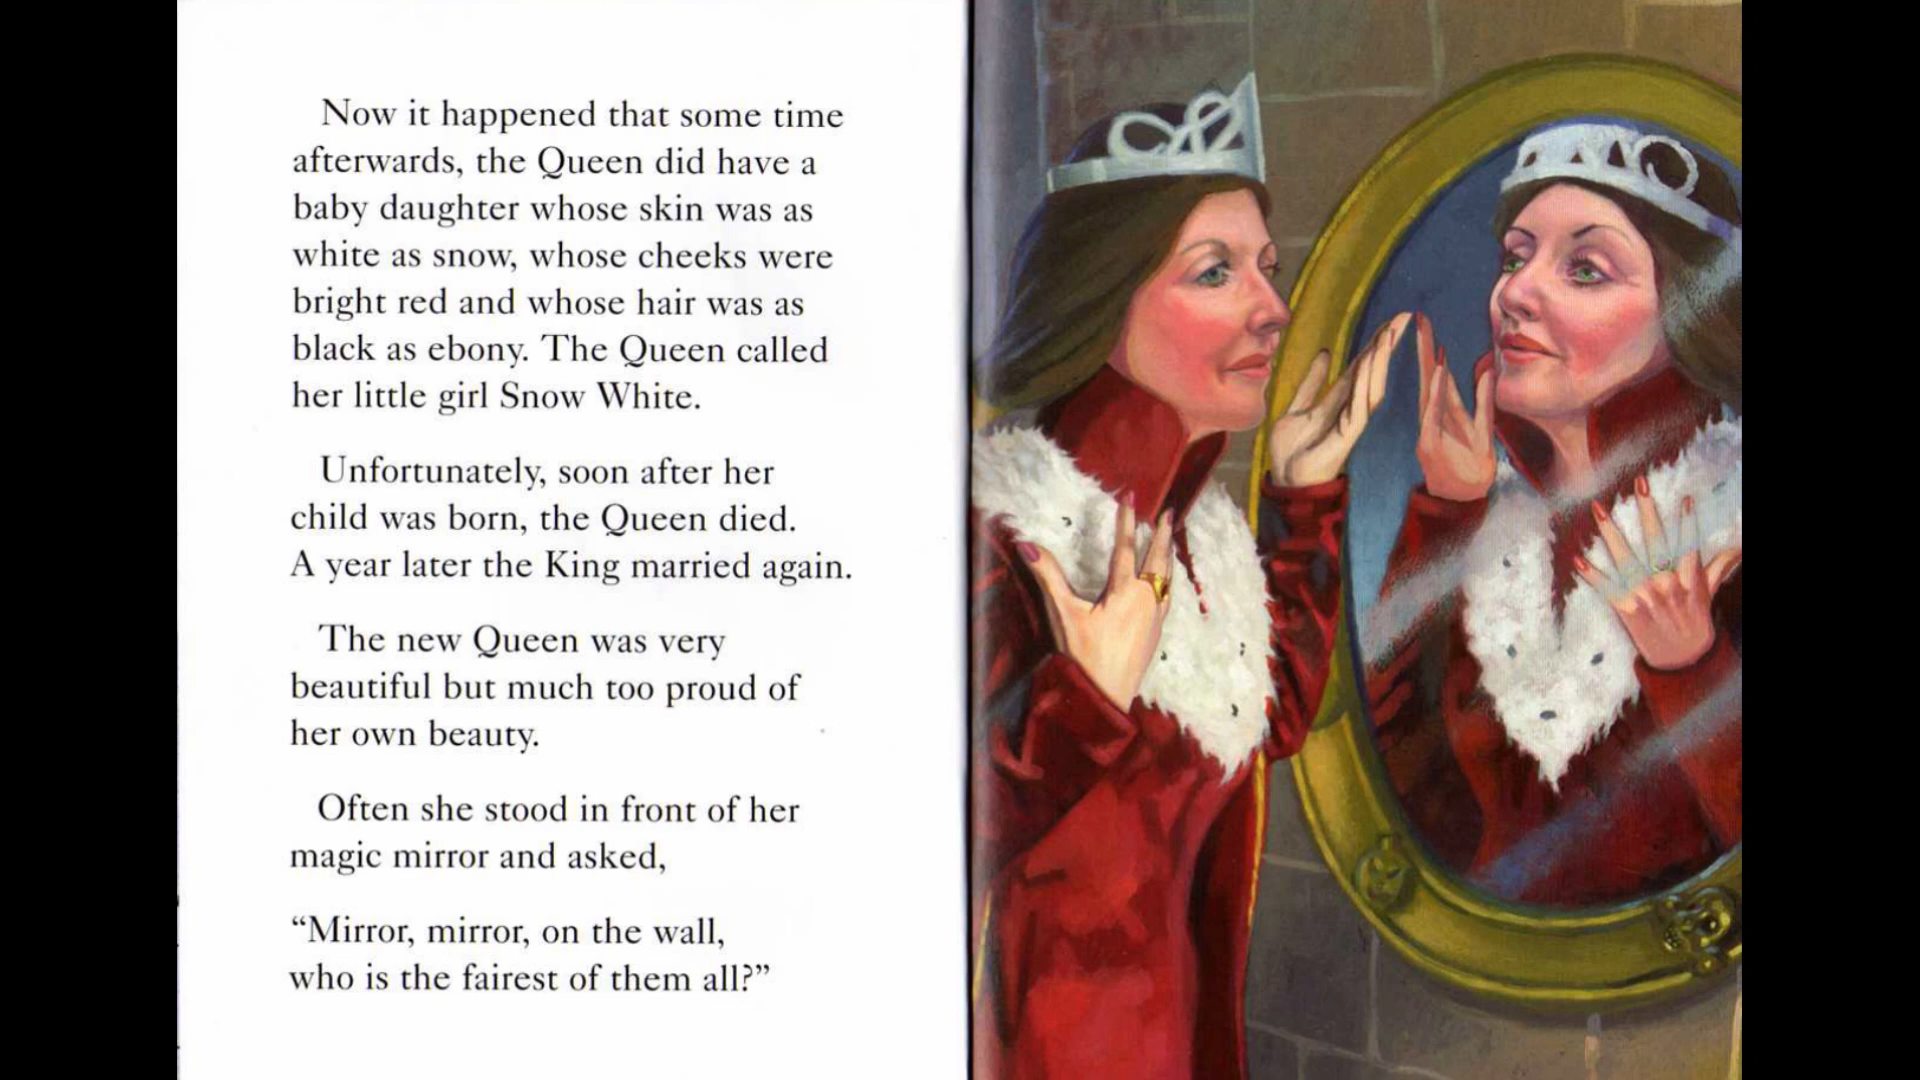 Now it happened that some time
afterwards, the Queen did have a
baby daughter whose skin was as
white as snow, whose cheeks were
bright red and whose hair was as
black as ebony. The Queen called
her little girl Snow White.
Unfortunately, soon after her
child was born, the Queen died.
A year later the King married again.
The new Queen was very
beautiful but much too proud of
her own beauty.
Often she stood in front of her
magic mirror and asked,
“Mirror, mirror, on the wall,
who is the fairest of them all?”